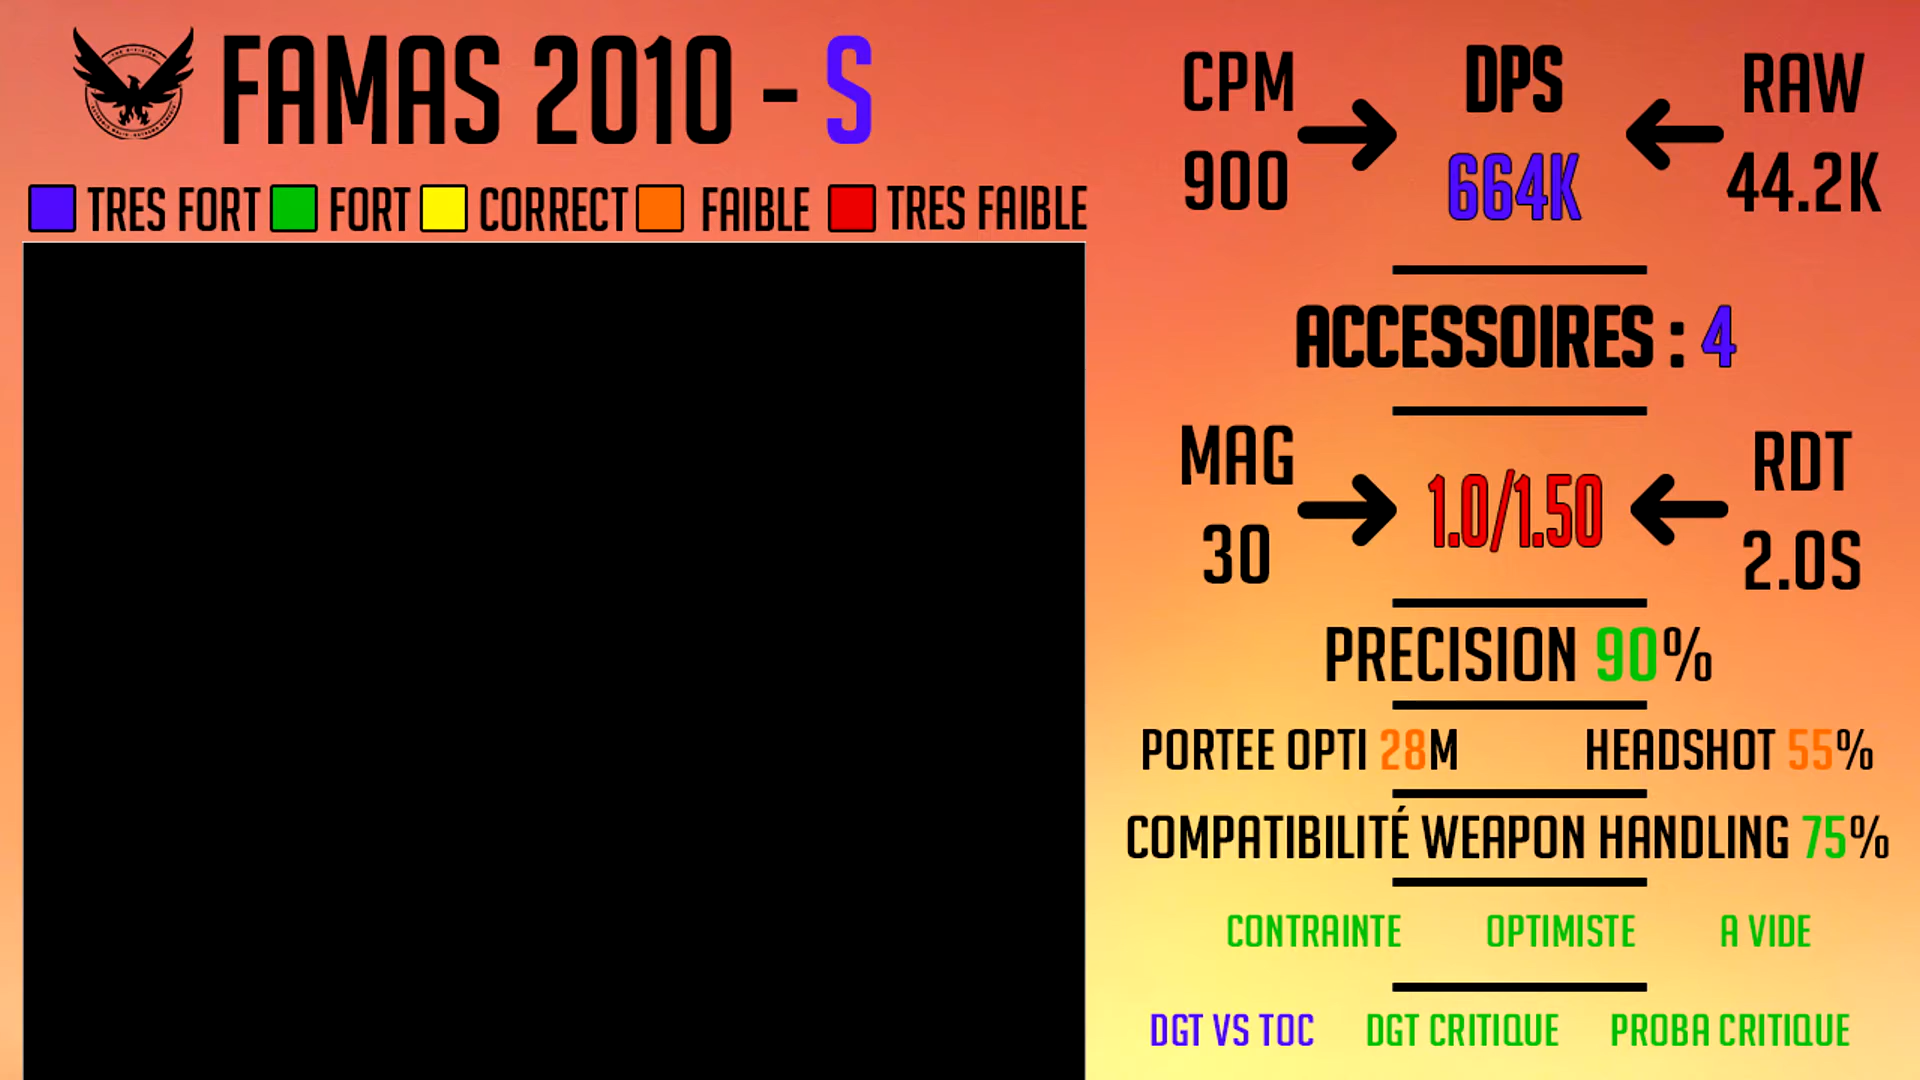 FAMAS 2010 - S
TRES FORT FORT CORRECT FAIBLE TRES FAIBLE
CPM DPS RAW
900 664K 44.2K
ACCESSOIRES : 4
MAG RDT
1.0/1.50
30 2.0S
PRECISION 90%
PORTEE OPTI 28M HEADSHOT 55%
COMPATIBILITÉ WEAPON HANDLING 75%
CONTRAINTE OPTIMISTE A VIDE
DGT VS TOC DGT CRITIQUE PROBA CRITIQUE